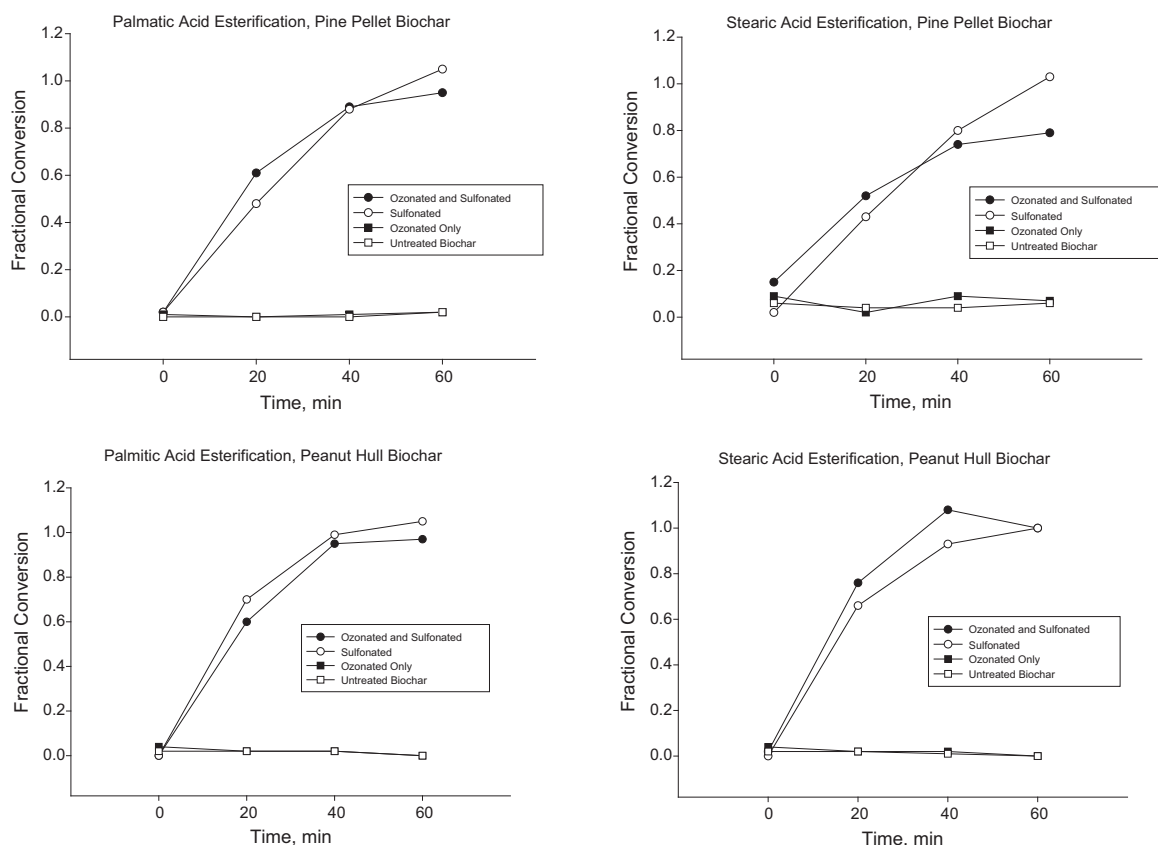 Palmatic Acid Esterification, Pine Pellet Biochar
Fractional Conversion
1.2
1.0
0.8
0.6
0.4
0.2
0.0
Ozonated and Sulfonated
Sulfonated
Ozonated Only
Untreated Biochar
0 20 40 60
Time, min
Stearic Acid Esterification, Pine Pellet Biochar
Fractional Conversion
1.2
1.0
0.8
0.6
0.4
0.2
0.0
Ozonated and Sulfonated
Sulfonated
Ozonated Only
Untreated Biochar
0 20 40 60
Time, min
Palmitic Acid Esterification, Peanut Hull Biochar
Fractional Conversion
1.2
1.0
0.8
0.6
0.4
0.2
0.0
Ozonated and Sulfonated
Sulfonated
Ozonated Only
Untreated Biochar
0 20 40 60
Time, min
Stearic Acid Esterification, Peanut Hull Biochar
Fractional Conversion
1.2
1.0
0.8
0.6
0.4
0.2
0.0
Ozonated and Sulfonated
Sulfonated
Ozonated Only
Untreated Biochar
0 20 40 60
Time, min